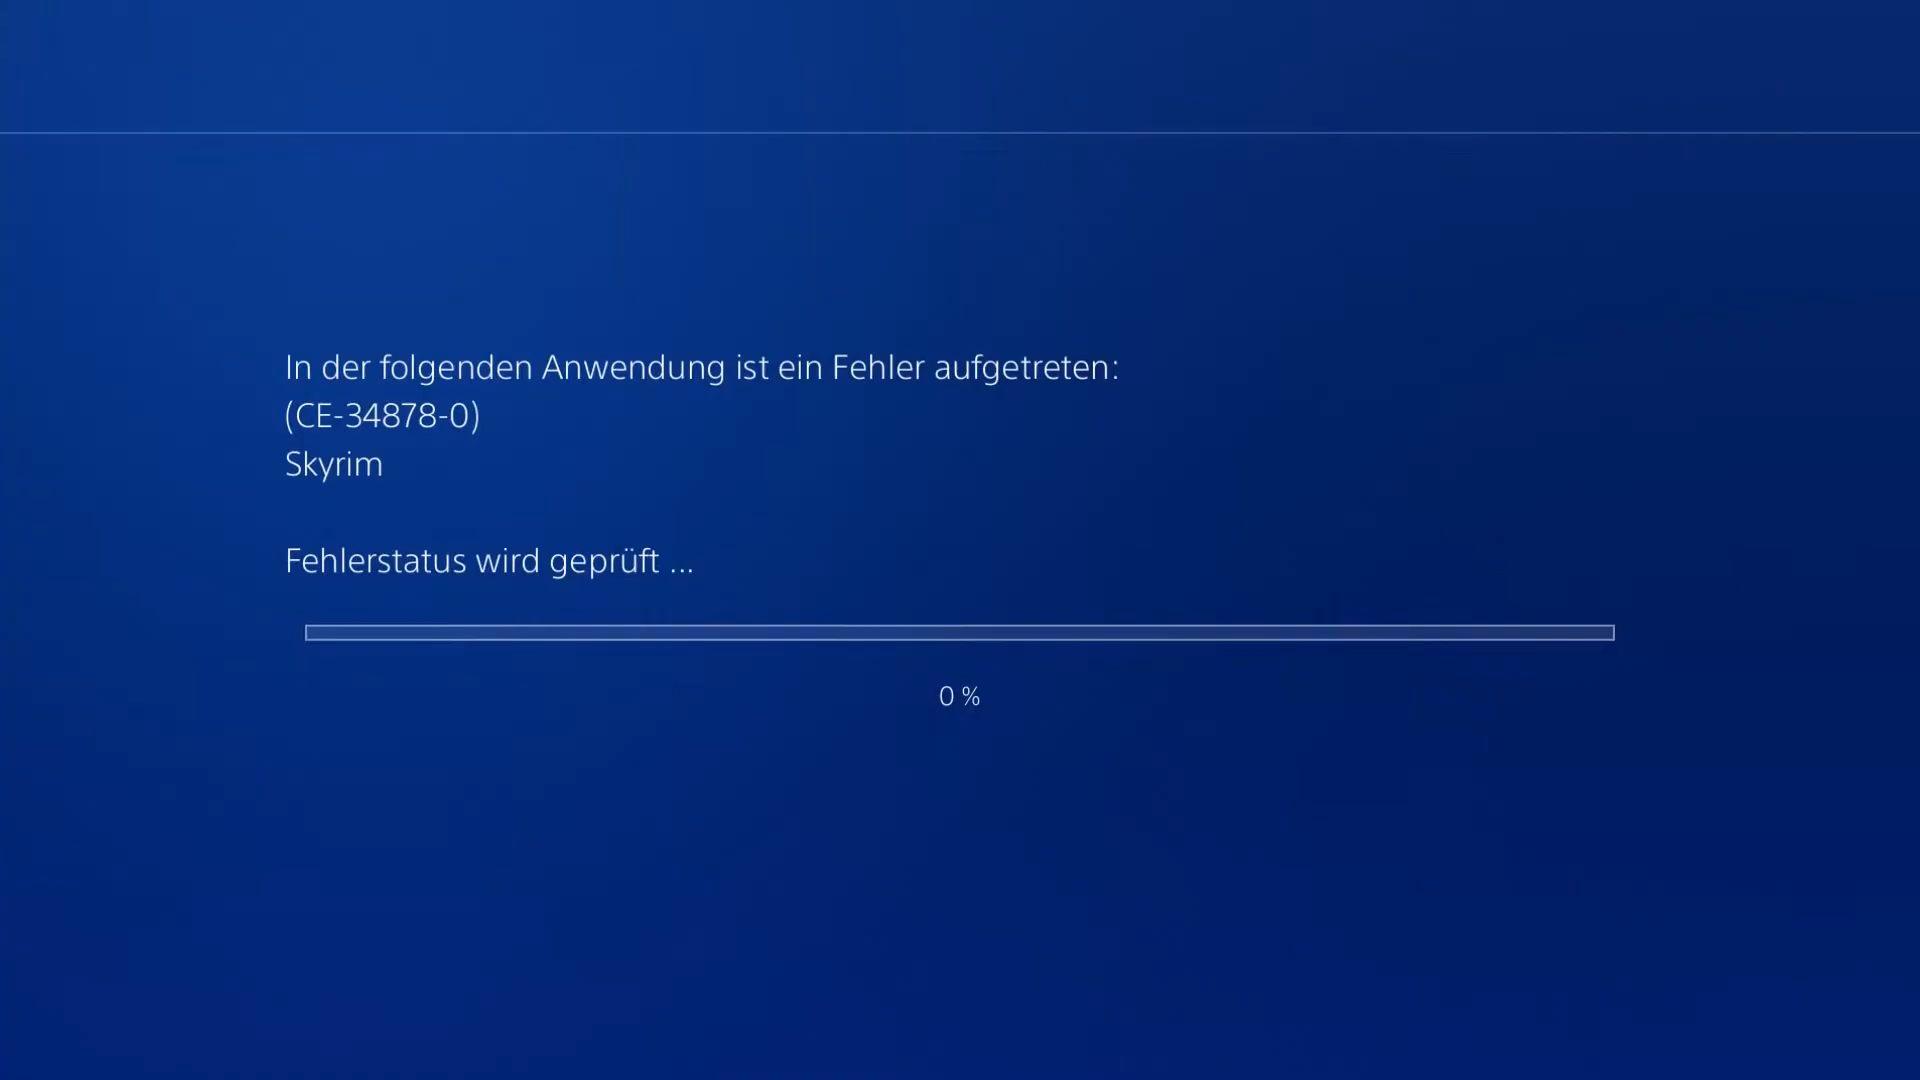 In der folgenden Anwendung ist ein Fehler aufgetreten:
(CE-34878-0)
Skyrim
Fehlerstatus wird geprüft ...
0 %